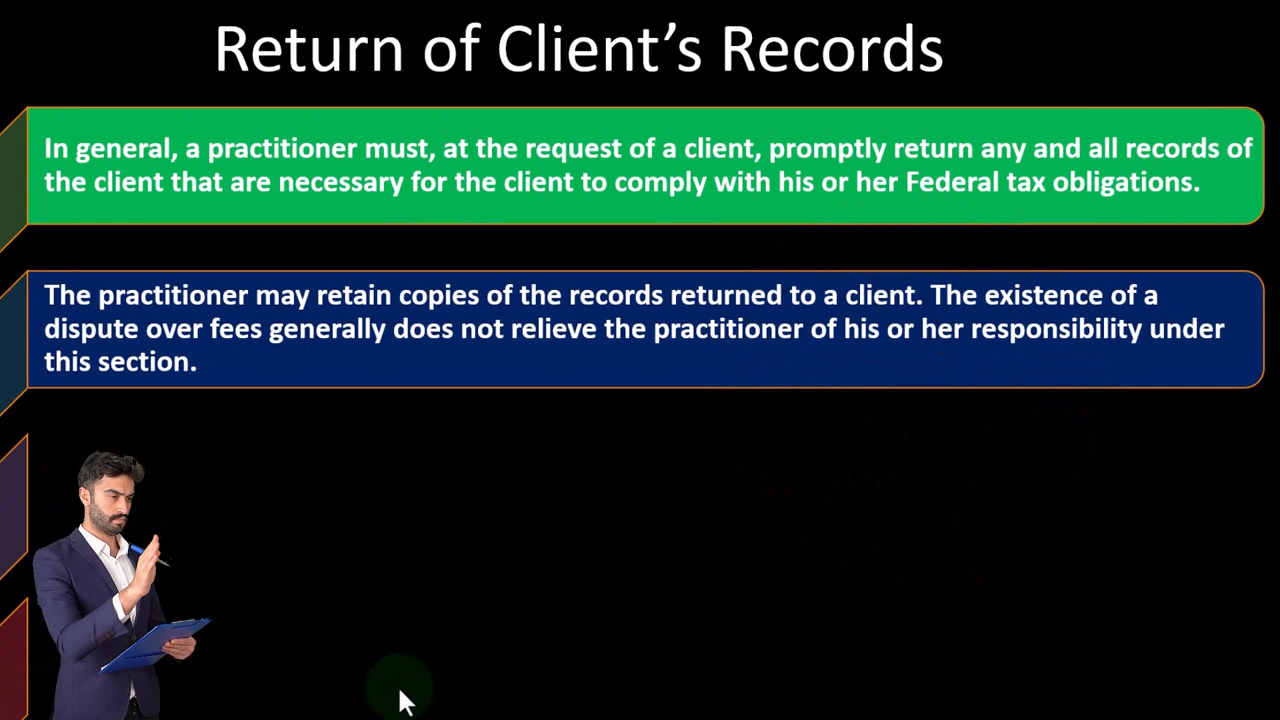 Return of Client’s Records
In general, a practitioner must, at the request of a client, promptly return any and all records of
the client that are necessary for the client to comply with his or her Federal tax obligations.
The practitioner may retain copies of the records returned to a client. The existence of a
dispute over fees generally does not relieve the practitioner of his or her responsibility under
this section.